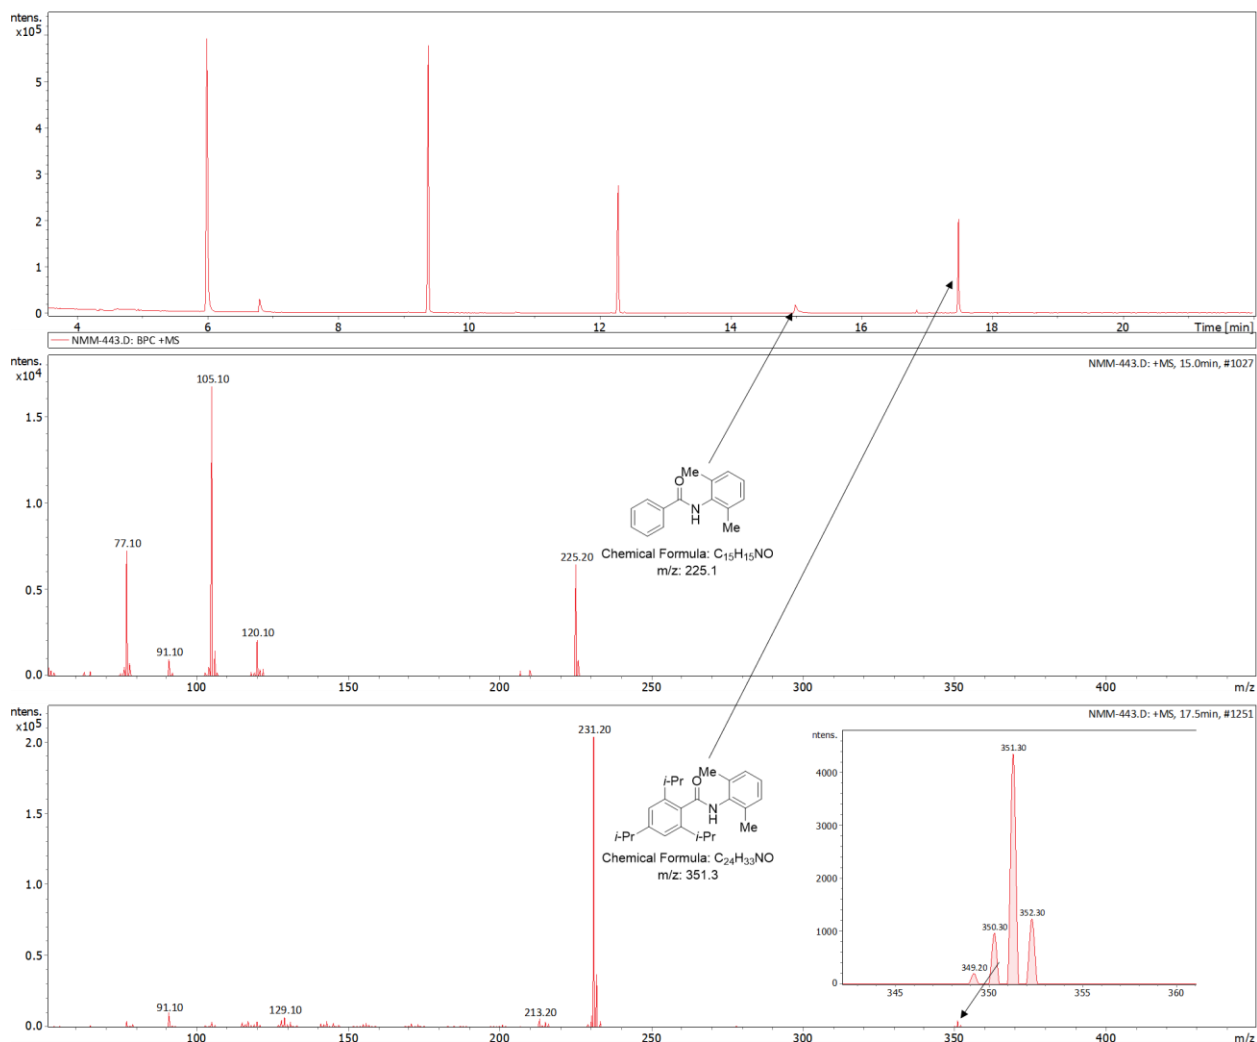 ntens.
x10⁵
5
4
3
2
1
0
4 6 8 10 12 14 16 18 20 Time [min]
NMM-443.D: BPC +MS
ntens.
x10⁴
NMM-443.D: +MS, 15.0min, #1027
105.10
1.5
1.0
Me
O
N
H
Me
77.10
225.20
Chemical Formula: C₁₅H₁₅NO
m/z: 225.1
0.5
120.10
91.10
0.0
100 150 200 250 300 350 400 m/z
ntens.
x10⁵
NMM-443.D: +MS, 17.5min, #1251
231.20
2.0
ntens.
351.30
4000
i-Pr
O
Me
N
H
Me
i-Pr
i-Pr
1.5
3000
Chemical Formula: C₂₄H₃₃NO
m/z: 351.3
1.0
2000
352.30
1000
350.30
349.20
0
345 350 355 360
0.5
91.10
129.10
213.20
0.0
100 150 200 250 300 350 400 m/z